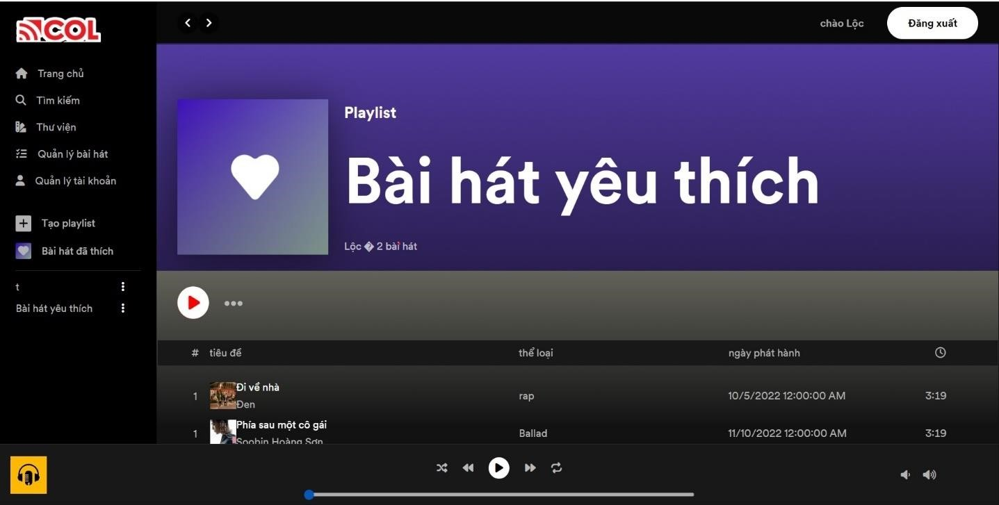 COL
Trang chủ
Tìm kiếm
Thư viện
Quản lý bài hát
Quản lý tài khoản
Tạo playlist
Bài hát đã thích
t
Bài hát yêu thích
chào Lộc
Đăng xuất
Playlist
Bài hát yêu thích
Lộc � 2 bài hát
# tiêu đề thể loại ngày phát hành
1 Đi về nhà rap 10/5/2022 12:00:00 AM 3:19
Đen
1 Phía sau một cô gái Ballad 11/10/2022 12:00:00 AM 3:19
Soobin Hoàng Sơn